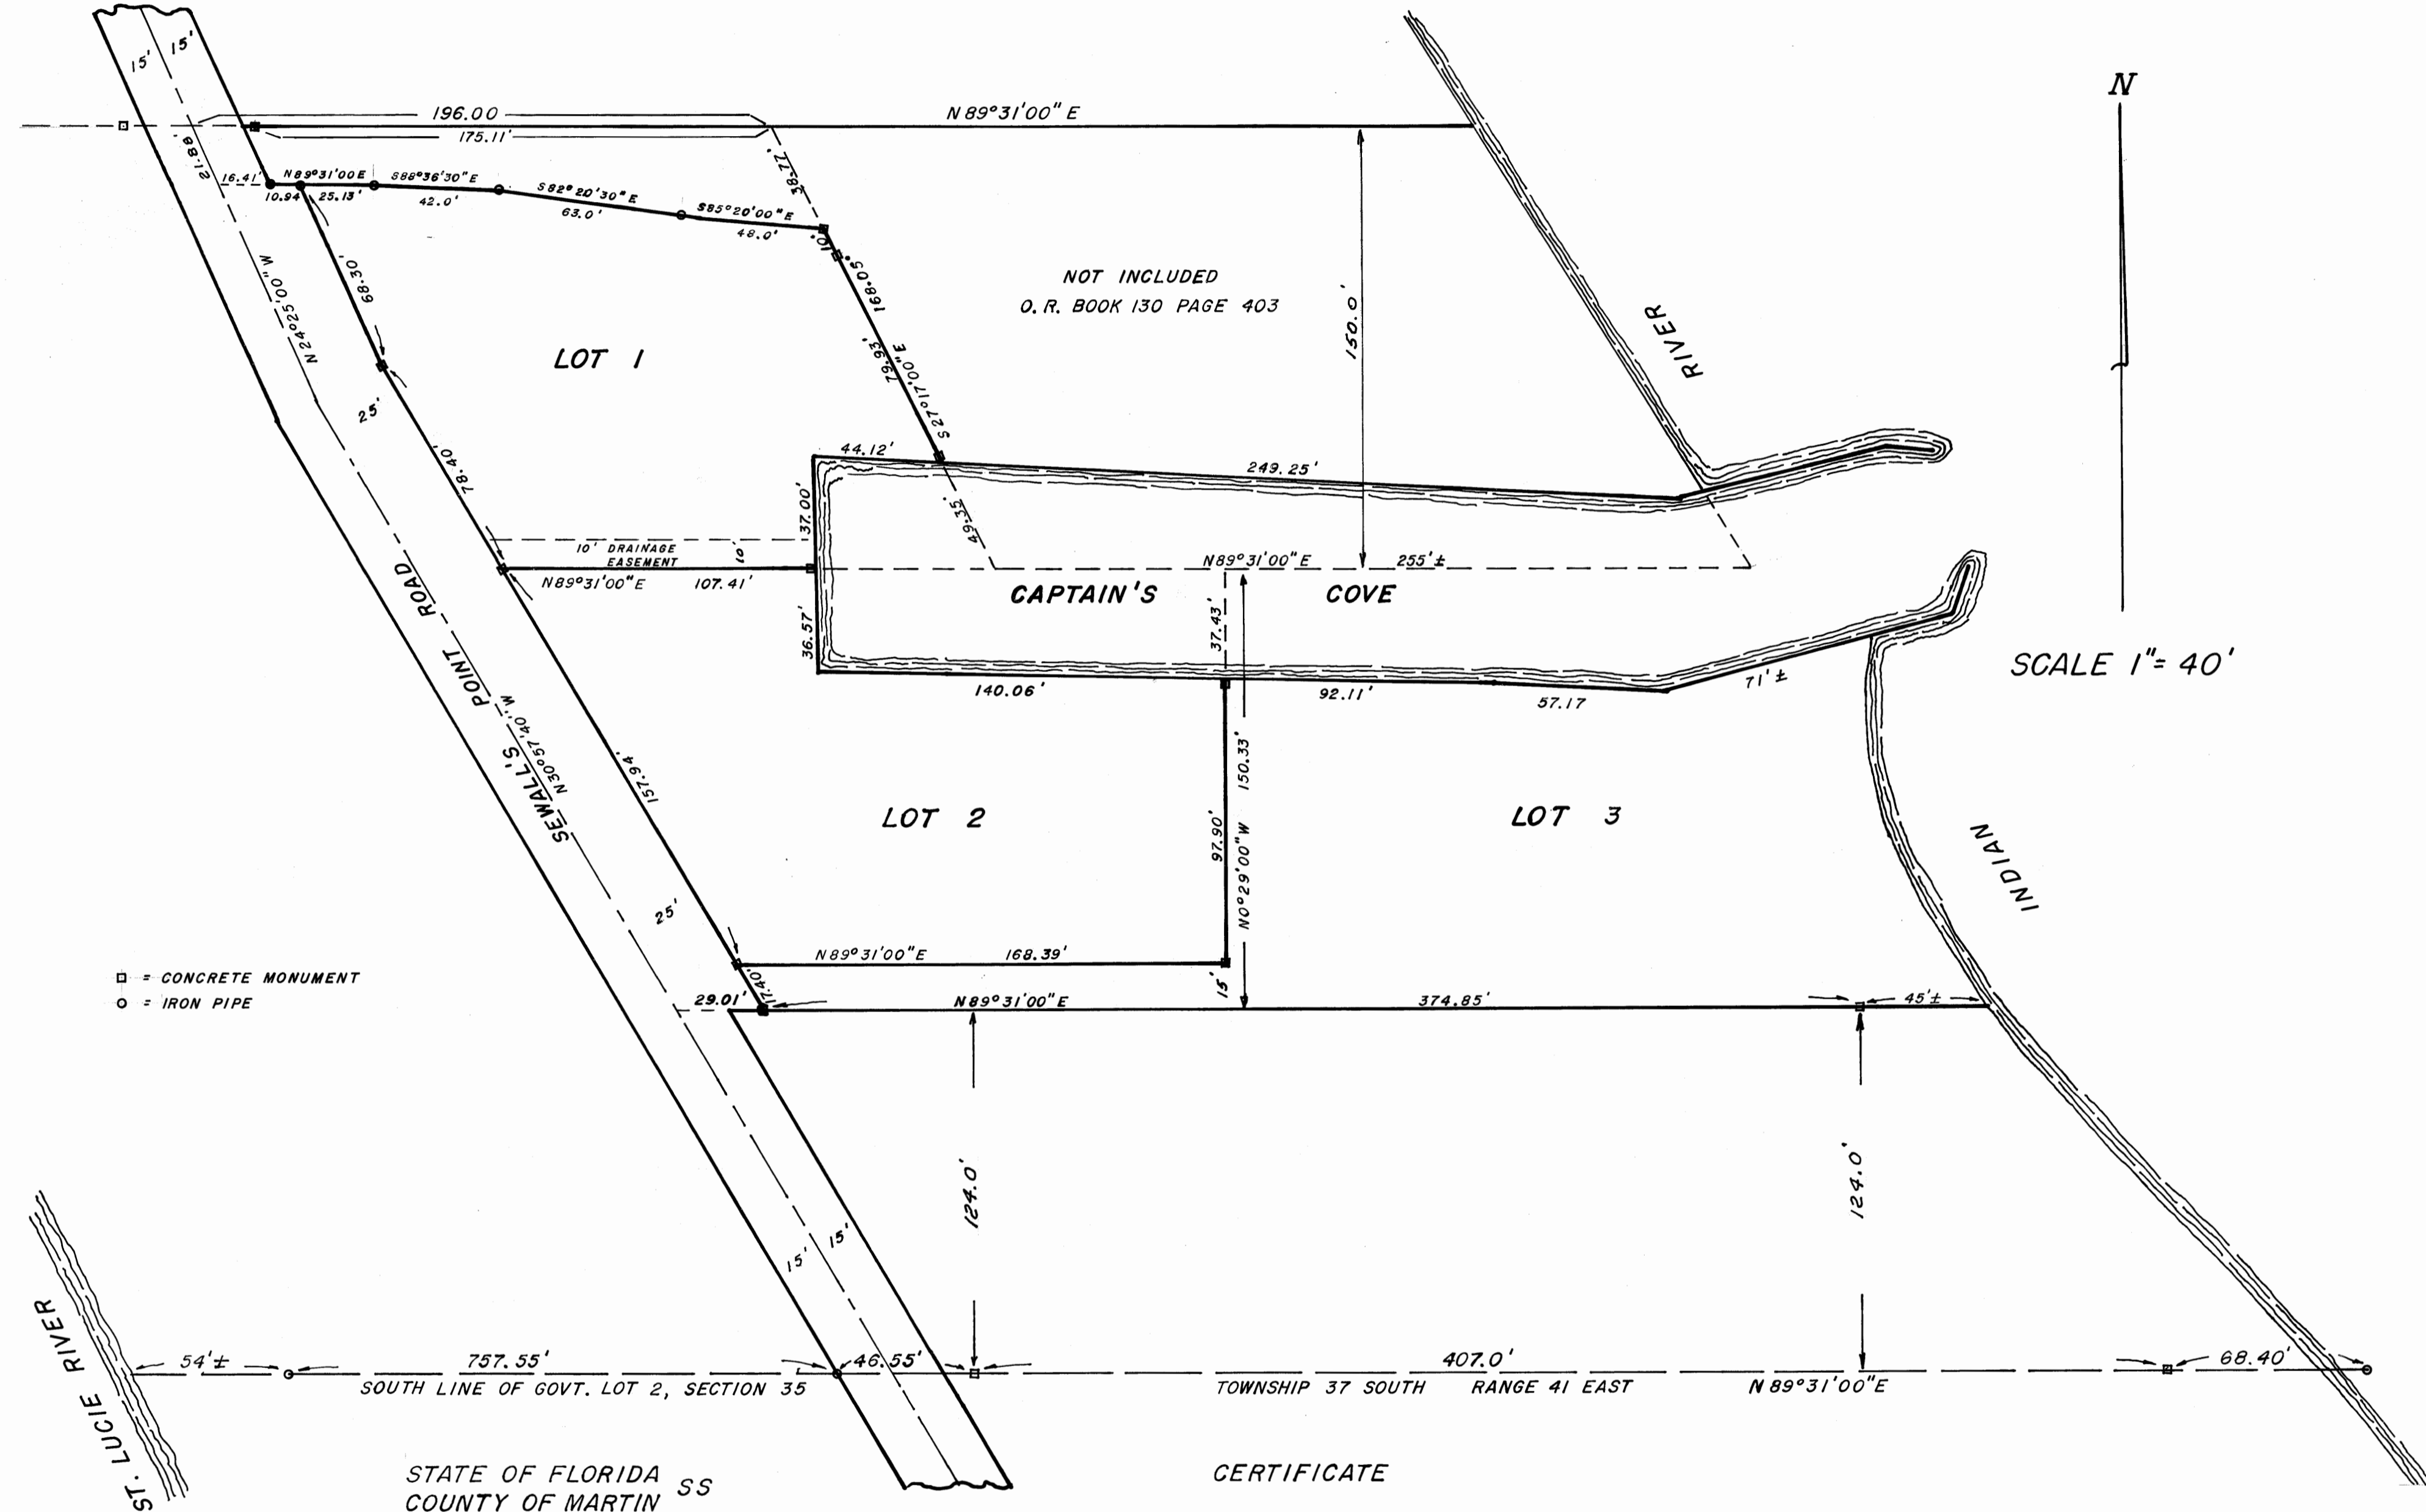 15'
15'
196.00
N 89°31'00" E
175.11'
N
21.88'
16.41'
N 89°31'00 E
S88°36'30" E
S 82°20'30" E
S85°20'00" E
10.94
25.13'
42.0'
63.0'
48.0'
38.77'
10'
168.05'
79.93'
S 27°17'00" E
68.30'
N24°25'00" W
NOT INCLUDED
O. R. BOOK 130 PAGE 403
150.0'
RIVER
LOT 1
25'
78.40'
44.12'
249.25'
37.00'
49.35'
10' DRAINAGE
EASEMENT
10'
N89°31'00" E 107.41'
N89°31'00" E 255'±
CAPTAIN'S COVE
SCALE 1"= 40'
36.57'
37.43'
140.06'
92.11'
57.17
71'±
SEWALL'S POINT ROAD
N30°57'40" W
157.94'
LOT 2
97.90'
N0°29'00" W 150.33'
LOT 3
INDIAN
25'
N89°31'00" E 168.39'
15'
17.40'
29.01'
N89°31'00" E
374.85'
45'±
= CONCRETE MONUMENT
= IRON PIPE
124.0'
124.0'
15'
15'
ST. LUCIE RIVER
54'±
757.55'
46.55'
407.0'
68.40'
SOUTH LINE OF GOVT. LOT 2, SECTION 35
TOWNSHIP 37 SOUTH RANGE 41 EAST
N 89°31'00" E
STATE OF FLORIDA
COUNTY OF MARTIN
SS
CERTIFICATE